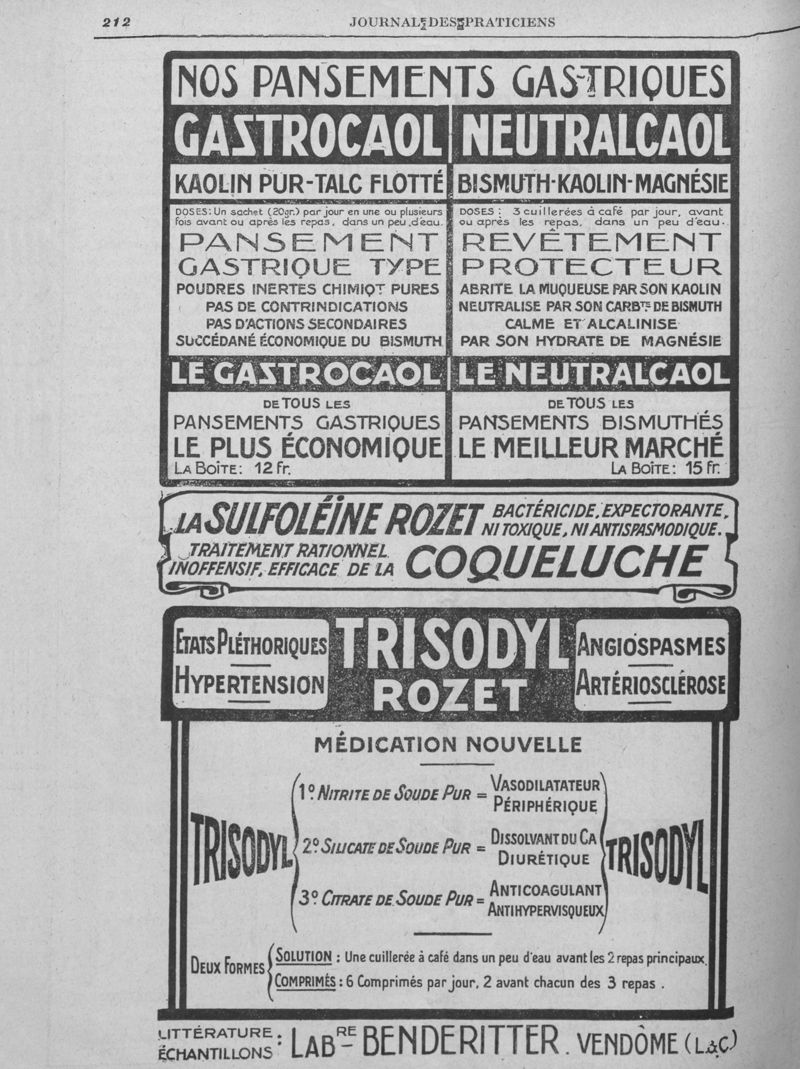 212
JOURNAL DES PRATICIENS
NOS PANSEMENTS GASTRIQUES
GASTROCAOL
KAOLIN PUR-TALC FLOTTÉ
DOSES: Un sachet (20gr.) par jour en une ou plusieurs
fois avant ou après les repas, dans un peu d'eau.
PANSEMENT
GASTRIQUE TYPE
POUDRES INERTES CHIMIQT PURES
PAS DE CONTRINDICATIONS
PAS D'ACTIONS SECONDAIRES
SUCCÉDANÉ ÉCONOMIQUE DU BISMUTH
LE GASTROCAOL
DE TOUS LES
PANSEMENTS GASTRIQUES
LE PLUS ÉCONOMIQUE
LA BOÎTE: 12 fr.
NEUTRALCAOL
BISMUTH-KAOLIN-MAGNÉSIE
DOSES: 3 cuillerées à café par jour, avant
ou après les repas, dans un peu d'eau.
REVÊTEMENT
PROTECTEUR
ABRITE LA MUQUEUSE PAR SON KAOLIN
NEUTRALISE PAR SON CARBTE DE BISMUTH
CALME ET ALCALINISE
PAR SON HYDRATE DE MAGNÉSIE
LE NEUTRALCAOL
DE TOUS LES
PANSEMENTS BISMUTHÉS
LE MEILLEUR MARCHÉ
LA BOÎTE: 15 fr.
LA SULFOLÉÏNE ROZET BACTÉRICIDE, EXPECTORANTE,
NI TOXIQUE, NI ANTISPASMODIQUE.
TRAITEMENT RATIONNEL
INOFFENSIF, EFFICACE DE LA COQUELUCHE
ETATS PLÉTHORIQUES
HYPERTENSION
TRISODYL
ROZET
ANGIOSPASMES
ARTÉRIOSCLÉROSE
MÉDICATION NOUVELLE
TRISODYL
1º. NITRITE DE SOUDE PUR = VASODILATATEUR
PÉRIPHÉRIQUE
2º. SILICATE DE SOUDE PUR = DISSOLVANT DU CA
DIURÉTIQUE
3º. CITRATE DE SOUDE PUR = ANTICOAGULANT
ANTIHYPERVISQUEUX
TRISODYL
DEUX FORMES
SOLUTION : Une cuillerée à café dans un peu d'eau avant les 2 repas principaux.
COMPRIMÉS : 6 Comprimés par jour, 2 avant chacun des 3 repas.
LITTÉRATURE :
ÉCHANTILLONS : LABRE BENDERITTER. VENDÔME (L&C)